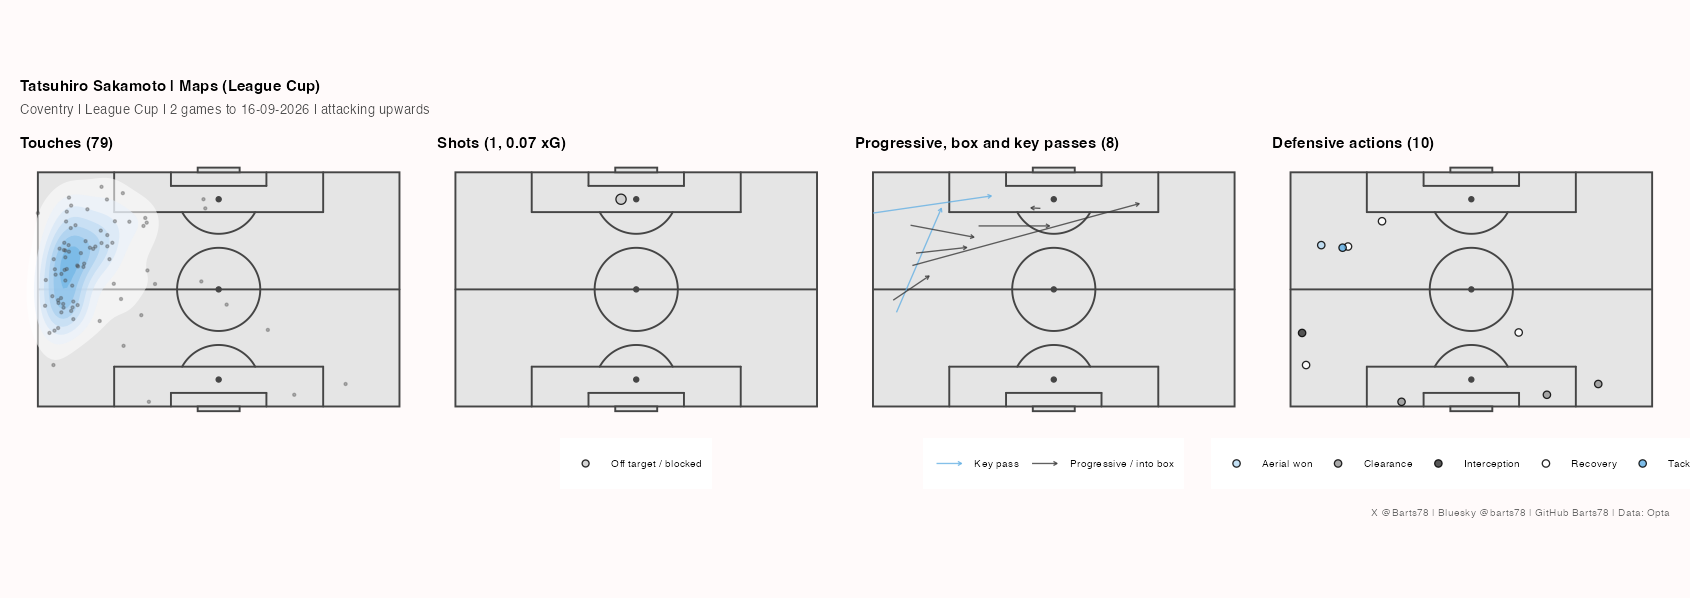 Tatsuhiro Sakamoto | Maps (League Cup)
Coventry | League Cup | 2 games to 16-09-2026 | attacking upwards
Touches (79)
Shots (1, 0.07 xG)
Progressive, box and key passes (8)
Defensive actions (10)
Off target / blocked
Key pass
Progressive / into box
Aerial won
Clearance
Interception
Recovery
Tack
X @Barts78 | Bluesky @barts78 | GitHub Barts78 | Data: Opta